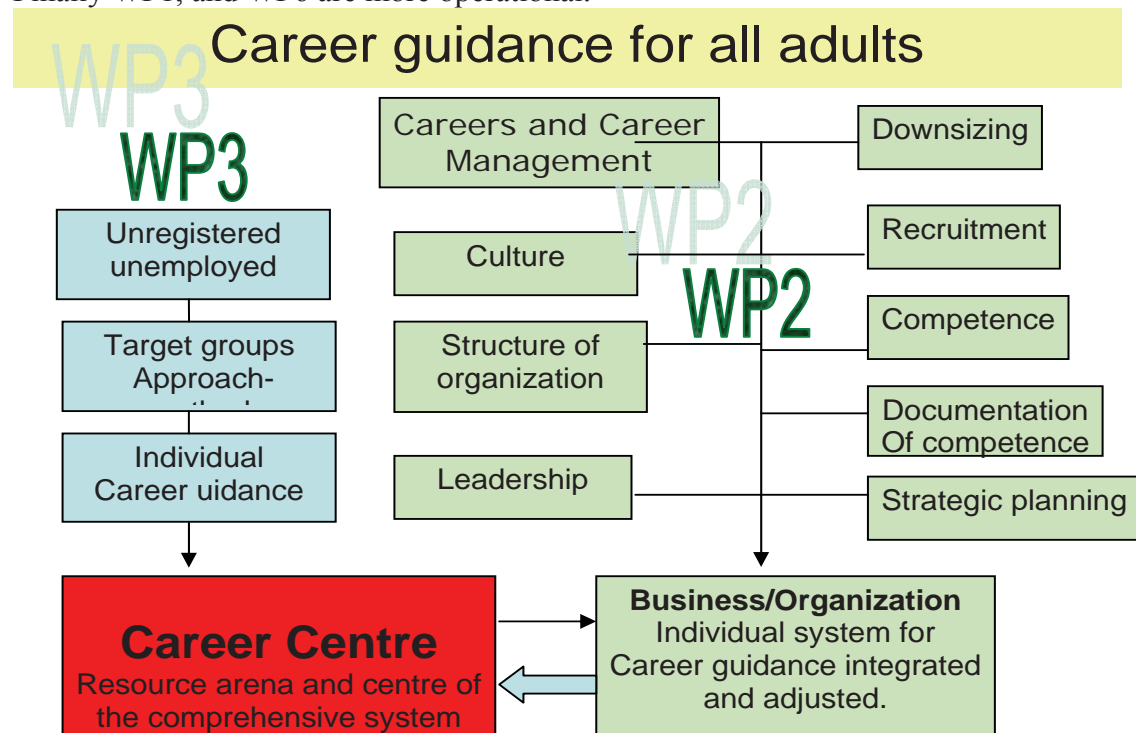 Career guidance for all adults
WP3
WP3
Unregistered
unemployed
Target groups
Approach-
Individual
Career uidance
Careers and Career
Management
Culture
Structure of
organization
Leadership
WP2
WP2
Downsizing
Recruitment
Competence
Documentation
Of competence
Strategic planning
Career Centre
Resource arena and centre of
the comprehensive system
Business/Organization
Individual system for
Career guidance integrated
and adjusted.